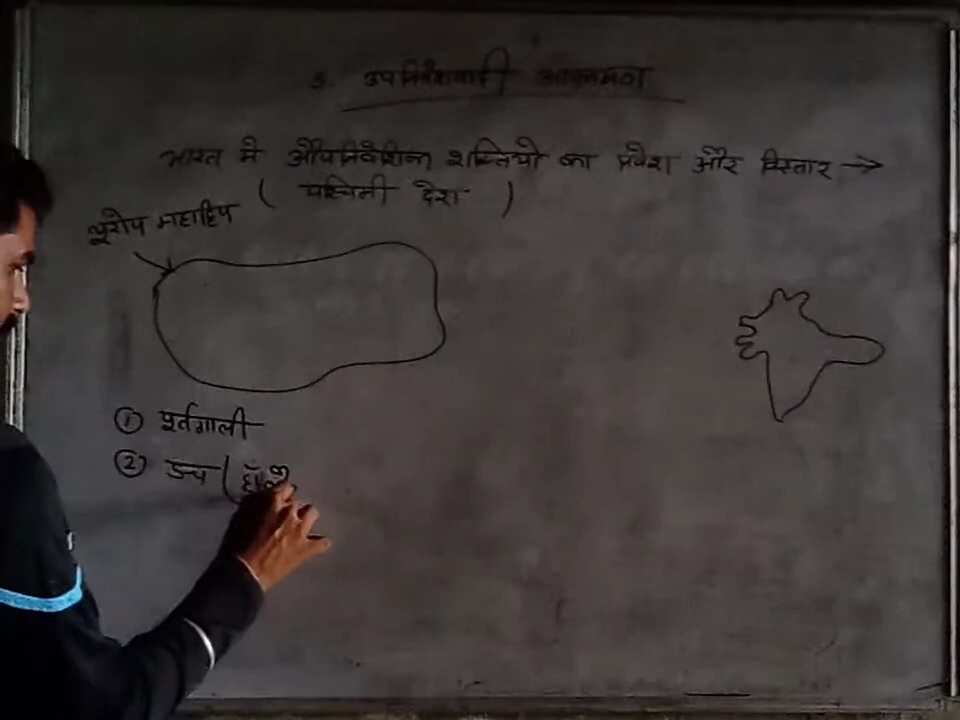 3. उपनिवेशवादी आक्रमण
भारत मे औपनिवेशिक शक्तियो का प्रवेश और विस्तार →
( पश्चिमी देश )
यूरोप महाद्विप
① पूर्तगाली
② डच (